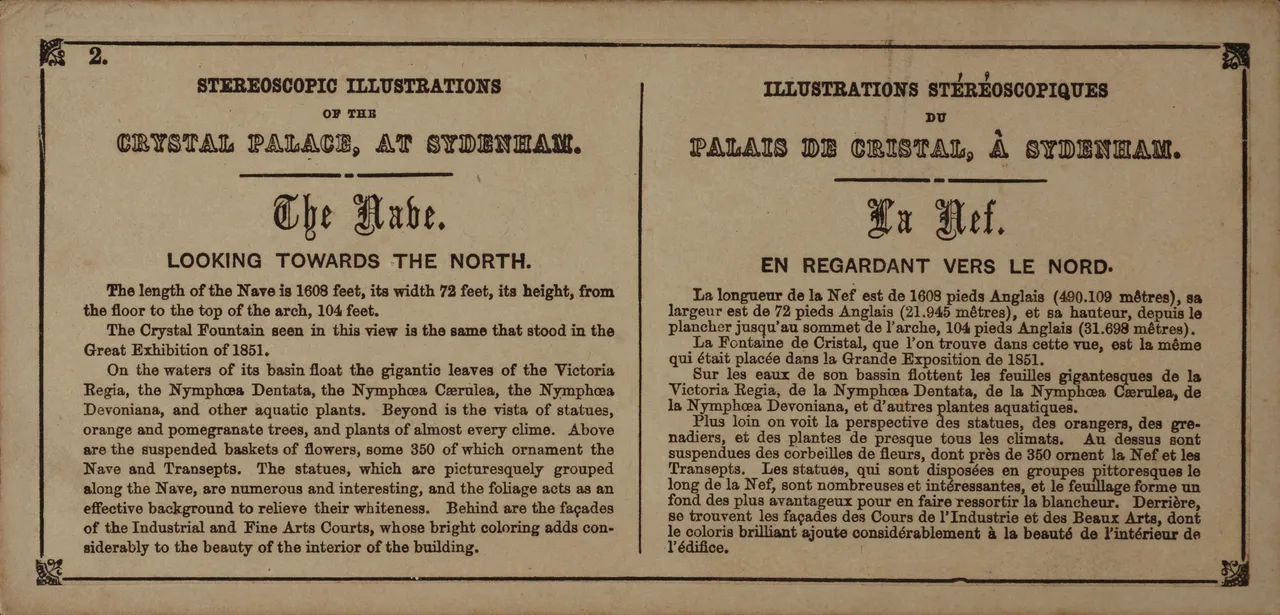 2.
STEREOSCOPIC ILLUSTRATIONS
OF THE
CRYSTAL PALACE, AT SYDENHAM.
The Nave.
LOOKING TOWARDS THE NORTH.
The length of the Nave is 1608 feet, its width 72 feet, its height, from
the floor to the top of the arch, 104 feet.
The Crystal Fountain seen in this view is the same that stood in the
Great Exhibition of 1851.
On the waters of its basin float the gigantic leaves of the Victoria
Regia, the Nymphœa Dentata, the Nymphœa Cærulea, the Nymphœa
Devoniana, and other aquatic plants. Beyond is the vista of statues,
orange and pomegranate trees, and plants of almost every clime. Above
are the suspended baskets of flowers, some 350 of which ornament the
Nave and Transepts. The statues, which are picturesquely grouped
along the Nave, are numerous and interesting, and the foliage acts as an
effective background to relieve their whiteness. Behind are the façades
of the Industrial and Fine Arts Courts, whose bright coloring adds con-
siderably to the beauty of the interior of the building.
ILLUSTRATIONS STÉRÉOSCOPIQUES
DU
PALAIS DE CRISTAL, À SYDENHAM.
La Nef.
EN REGARDANT VERS LE NORD.
La longueur de la Nef est de 1608 pieds Anglais (490.109 mêtres), sa
largeur est de 72 pieds Anglais (21.945 mêtres), et sa hauteur, depuis le
plancher jusqu'au sommet de l'arche, 104 pieds Anglais (31.698 mêtres).
La Fontaine de Cristal, que l'on trouve dans cette vue, est la même
qui était placée dans la Grande Exposition de 1851.
Sur les eaux de son bassin flottent les feuilles gigantesques de la
Victoria Regia, de la Nymphœa Dentata, de la Nymphœa Cærulea, de
la Nymphœa Devoniana, et d'autres plantes aquatiques.
Plus loin on voit la perspective des statues, des orangers, des gre-
nadiers, et des plantes de presque tous les climats. Au dessus sont
suspendues des corbeilles de fleurs, dont près de 350 ornent la Nef et les
Transepts. Les statues, qui sont disposées en groupes pittoresques le
long de la Nef, sont nombreuses et intéressantes, et le feuillage forme un
fond des plus avantageux pour en faire ressortir la blancheur. Derrière,
se trouvent les façades des Cours de l'Industrie et des Beaux Arts, dont
le coloris brilliant ajoute considérablement à la beauté de l'intérieur de
l'édifice.